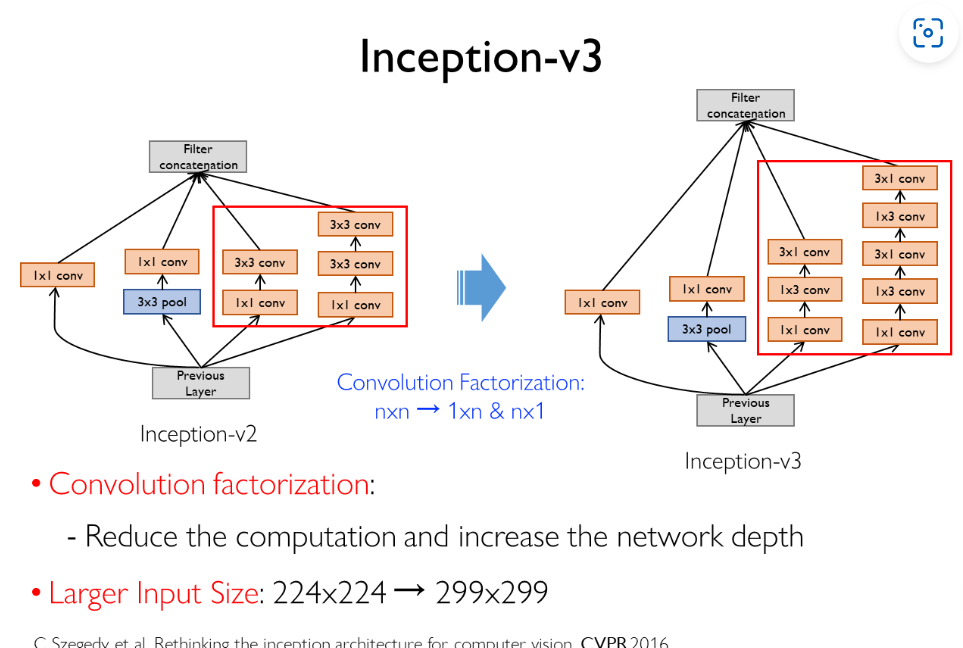 Inception-v3
Filter
concatenation
1x1 conv
1x1 conv
3x3 pool
3x3 conv
1x1 conv
3x3 conv
3x3 conv
1x1 conv
Previous
Layer
Inception-v2
Convolution Factorization:
nxn → 1xn & nx1
Filter
concatenation
1x1 conv
1x1 conv
3x3 pool
3x1 conv
1x3 conv
1x1 conv
3x1 conv
1x3 conv
3x1 conv
1x3 conv
1x1 conv
Previous
Layer
Inception-v3
• Convolution factorization:
- Reduce the computation and increase the network depth
• Larger Input Size: 224x224 → 299x299
C. Szegedy et al. Rethinking the inception architecture for computer vision. CVPR 2016